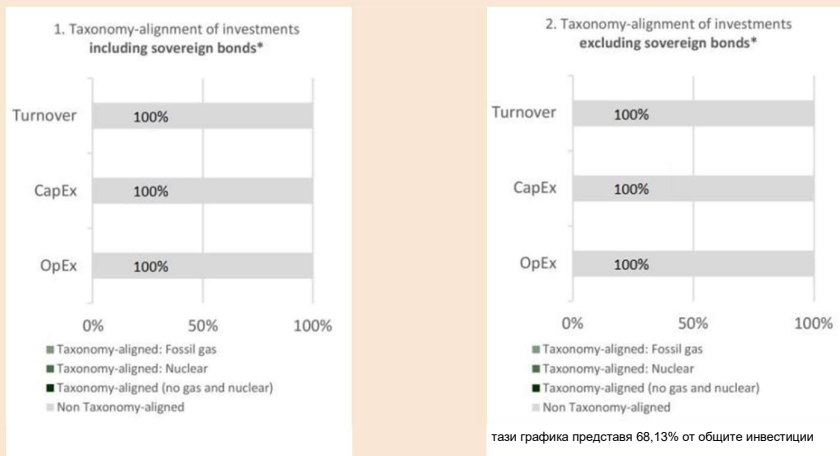 1. Taxonomy-alignment of investments
including sovereign bonds*
Turnover
100%
CapEx
100%
OpEx
100%
0% 50% 100%
Taxonomy-aligned: Fossil gas
Taxonomy-aligned: Nuclear
Taxonomy-aligned (no gas and nuclear)
Non Taxonomy-aligned
2. Taxonomy-alignment of investments
excluding sovereign bonds*
Turnover
100%
CapEx
100%
OpEx
100%
0% 50% 100%
Taxonomy-aligned: Fossil gas
Taxonomy-aligned: Nuclear
Taxonomy-aligned (no gas and nuclear)
Non Taxonomy-aligned
тази графика представя 68,13% от общите инвестиции